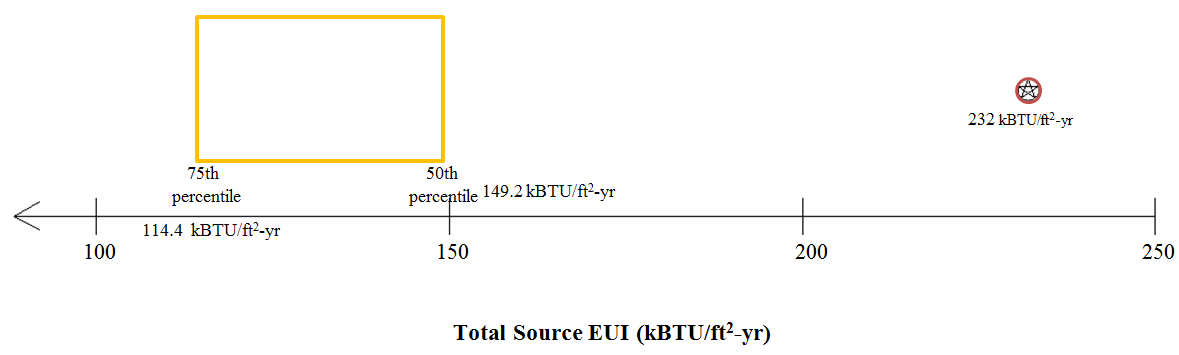 232 kBTU/ft²-yr
75th
percentile
50th
percentile
149.2 kBTU/ft²-yr
114.4 kBTU/ft²-yr
100
150
200
250
Total Source EUI (kBTU/ft²-yr)